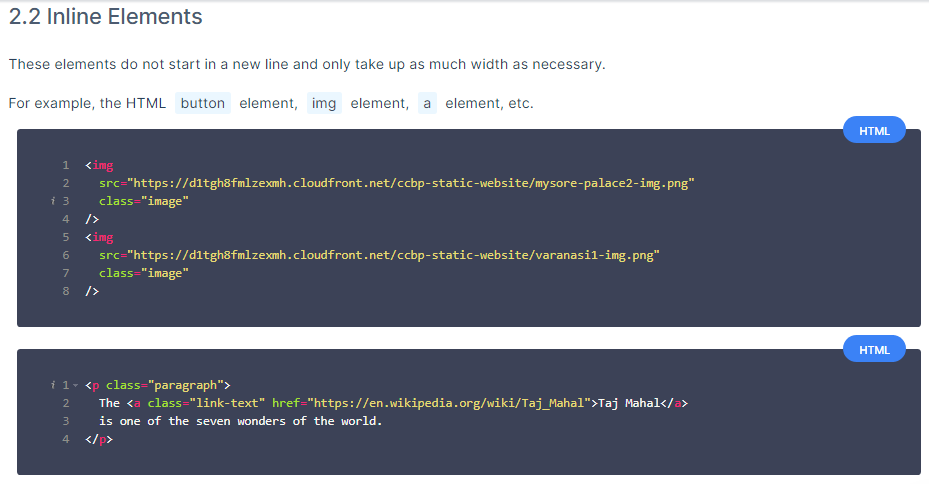 2.2 Inline Elements
These elements do not start in a new line and only take up as much width as necessary.
For example, the HTML button element, img element, a element, etc.
HTML
1 <img
2 src="https://d1tgh8fmlzexmh.cloudfront.net/ccbp-static-website/mysore-palace2-img.png"
i 3 class="image"
4 />
5 <img
6 src="https://d1tgh8fmlzexmh.cloudfront.net/ccbp-static-website/varanasi1-img.png"
7 class="image"
8 />
HTML
i 1 <p class="paragraph">
2 The <a class="link-text" href="https://en.wikipedia.org/wiki/Taj_Mahal">Taj Mahal</a>
3 is one of the seven wonders of the world.
4 </p>